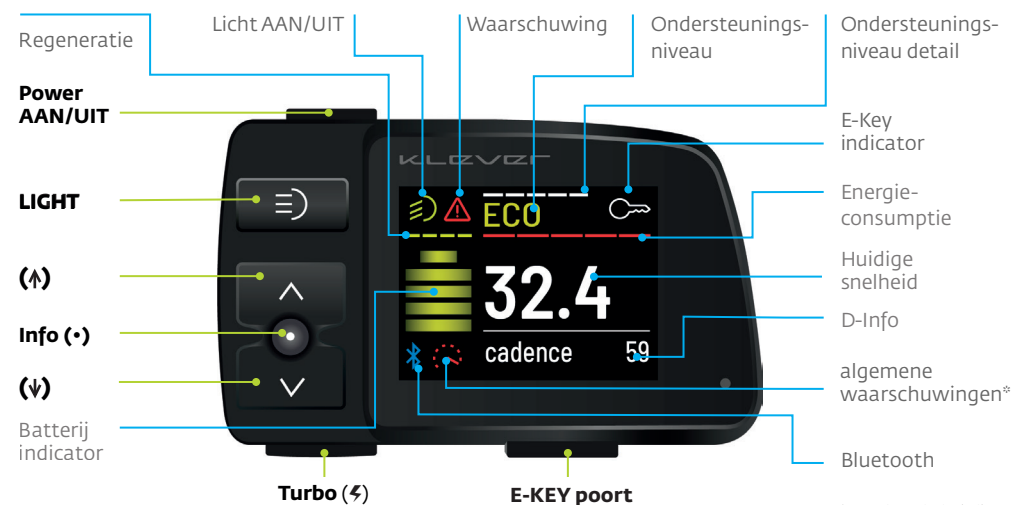 Regeneratie
Licht AAN/UIT
Waarschuwing
Ondersteunings-
niveau
Ondersteunings-
niveau detail
Power
AAN/UIT
LIGHT
(↑)
Info (•)
(↓)
Batterij
indicator
KLEVER
ECO
32.4
cadence 59
E-Key
indicator
Energie-
consumptie
Huidige
snelheid
D-Info
algemene
waarschuwingen*
Bluetooth
Turbo (⚡)
E-KEY poort